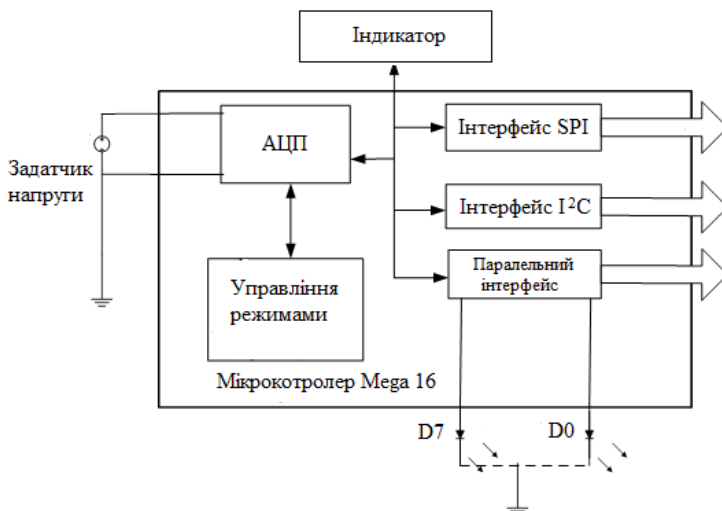 Індикатор
АЦП
Інтерфейс SPI
Задатчик
напруги
Інтерфейс I²C
Паралельний
інтерфейс
Управління
режимами
Мікрокотролер Mega 16
D7
D0